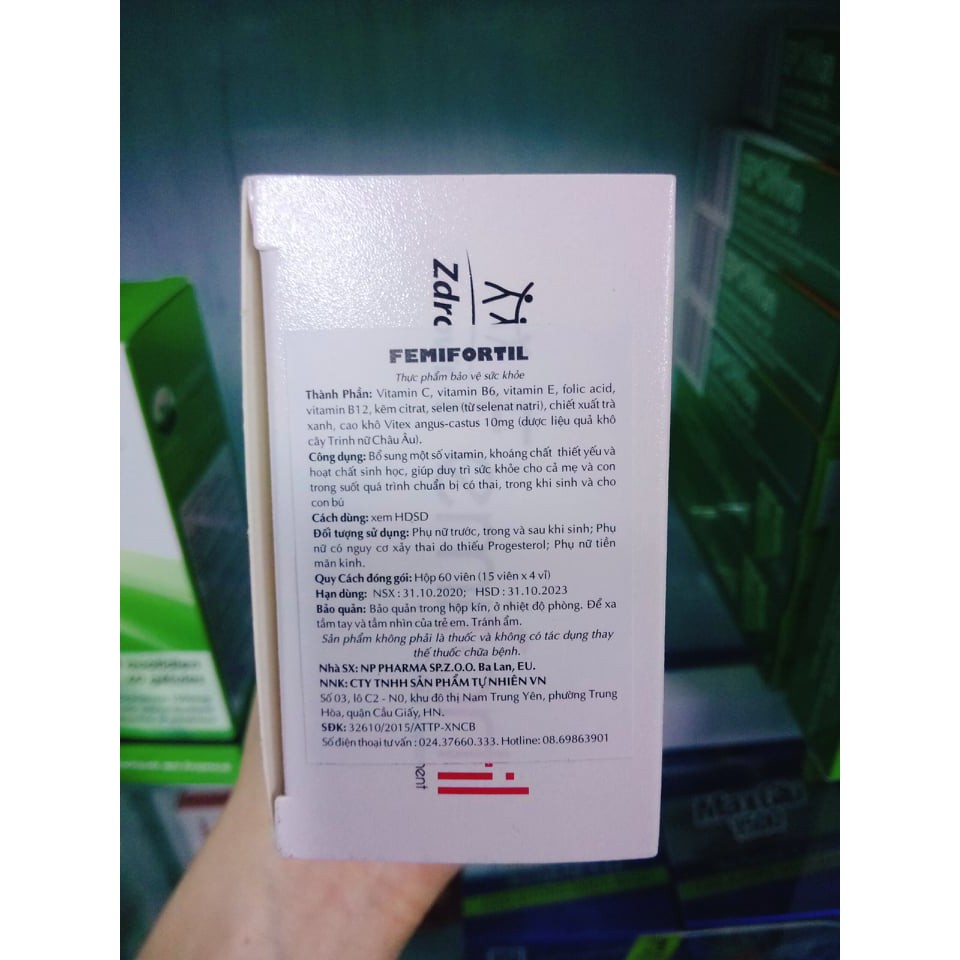 Zdro
FEMIFORTIL
Thực phẩm bảo vệ sức khỏe
Thành Phần: Vitamin C, vitamin B6, vitamin E, folic acid,
vitamin B12, kẽm citrat, selen (từ selenat natri), chiết xuất trà
xanh, cao khô Vitex angus-castus 10mg (dược liệu quả khô
cây Trinh nữ Châu Âu).
Công dụng: Bổ sung một số vitamin, khoáng chất thiết yếu và
hoạt chất sinh học, giúp duy trì sức khỏe cho cả mẹ và con
trong suốt quá trình chuẩn bị có thai, trong khi sinh và cho
con bú
Cách dùng: xem HDSD
Đối tượng sử dụng: Phụ nữ trước, trong và sau khi sinh; Phụ
nữ có nguy cơ xảy thai do thiếu Progesterol; Phụ nữ tiền
mãn kinh.
Quy Cách đóng gói: Hộp 60 viên (15 viên x 4 vỉ)
Hạn dùng: NSX : 31.10.2020; HSD : 31.10.2023
Bảo quản: Bảo quản trong hộp kín, ở nhiệt độ phòng. Để xa
tầm tay và tầm nhìn của trẻ em. Tránh ẩm.
Sản phẩm không phải là thuốc và không có tác dụng thay
thế thuốc chữa bệnh.
Nhà SX: NP PHARMA SP.Z.O.O. Ba Lan, EU.
NNK: CTY TNHH SẢN PHẨM TỰ NHIÊN VN
Số 03, lô C2 - N0, khu đô thị Nam Trung Yên, phường Trung
Hòa, quận Cầu Giấy, HN.
SĐK: 32610/2015/ATTP-XNCB
Số điện thoại tư vấn : 024.37660.333. Hotline: 08.69863901
ment
il